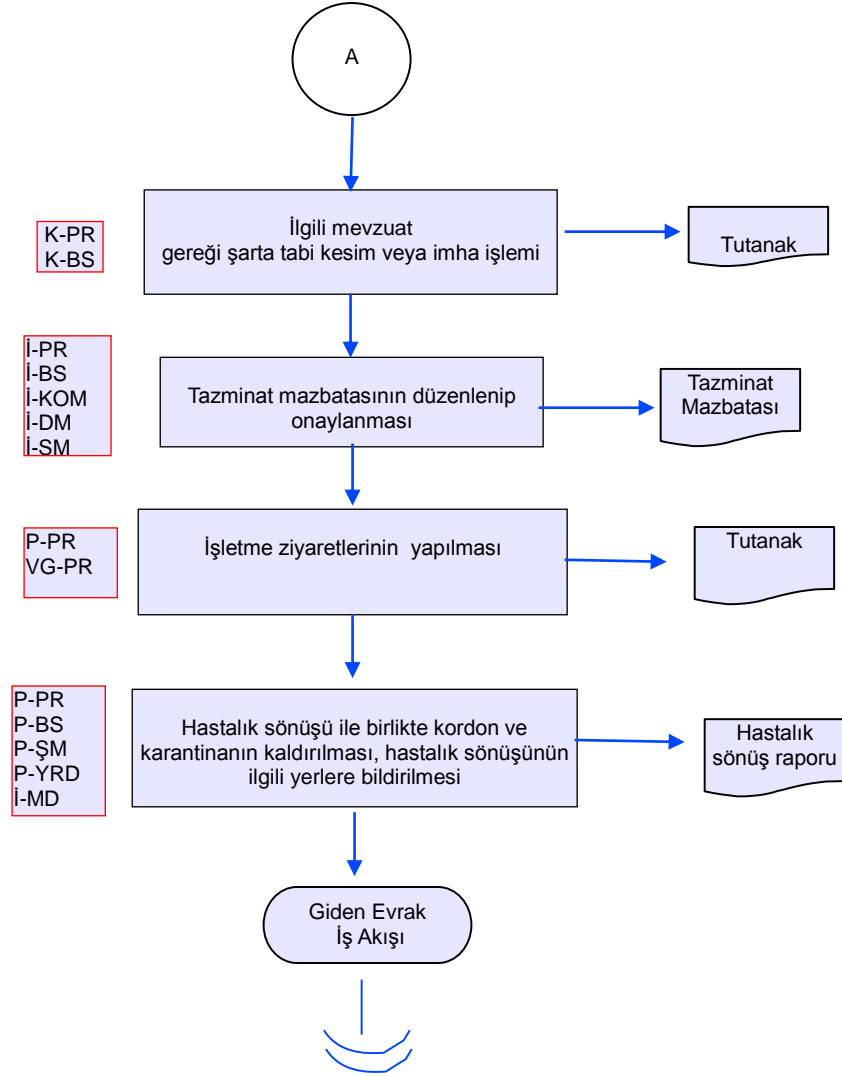 A
K-PR
K-BS
İlgili mevzuat
gereği şarta tabi kesim veya imha işlemi
Tutanak
İ-PR
İ-BS
İ-KOM
İ-DM
İ-SM
Tazminat mazbatasının düzenlenip
onaylanması
Tazminat
Mazbatası
P-PR
VG-PR
İşletme ziyaretlerinin yapılması
Tutanak
P-PR
P-BS
P-ŞM
P-YRD
İ-MD
Hastalık sönüşü ile birlikte kordon ve
karantinanın kaldırılması, hastalık sönüşünün
ilgili yerlere bildirilmesi
Hastalık
sönüş raporu
Giden Evrak
İş Akışı